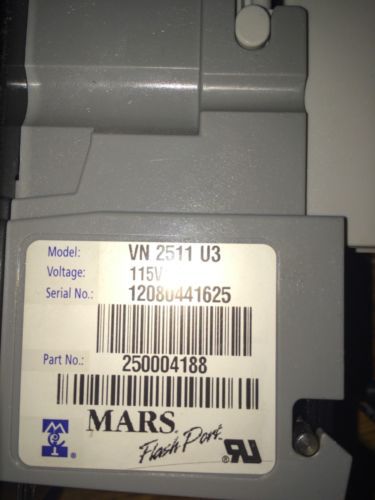 Model: VN 2511 U3
Voltage: 115V
Serial No.: 12080441625
Part No.: 250004188
MARS
Flash Port